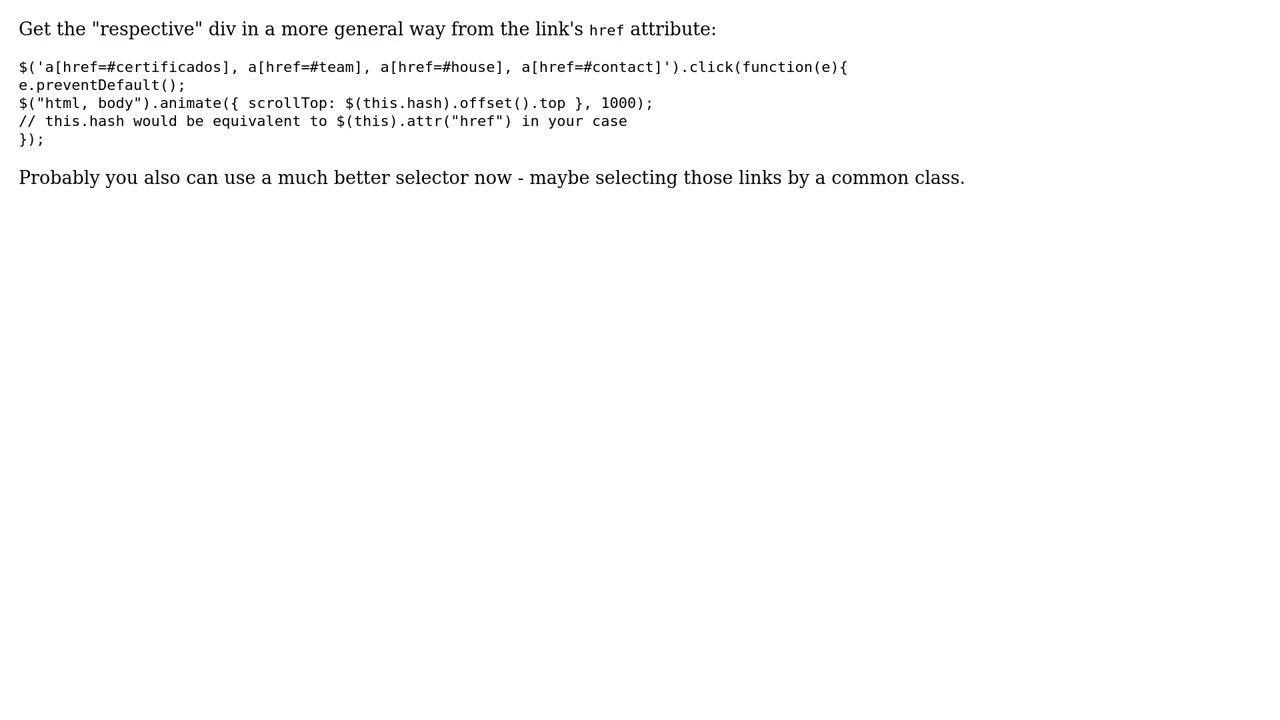 Get the "respective" div in a more general way from the link's href attribute:
$('a[href=#certificados], a[href=#team], a[href=#house], a[href=#contact]').click(function(e){
e.preventDefault();
$("html, body").animate({ scrollTop: $(this.hash).offset().top }, 1000);
// this.hash would be equivalent to $(this).attr("href") in your case
});
Probably you also can use a much better selector now - maybe selecting those links by a common class.